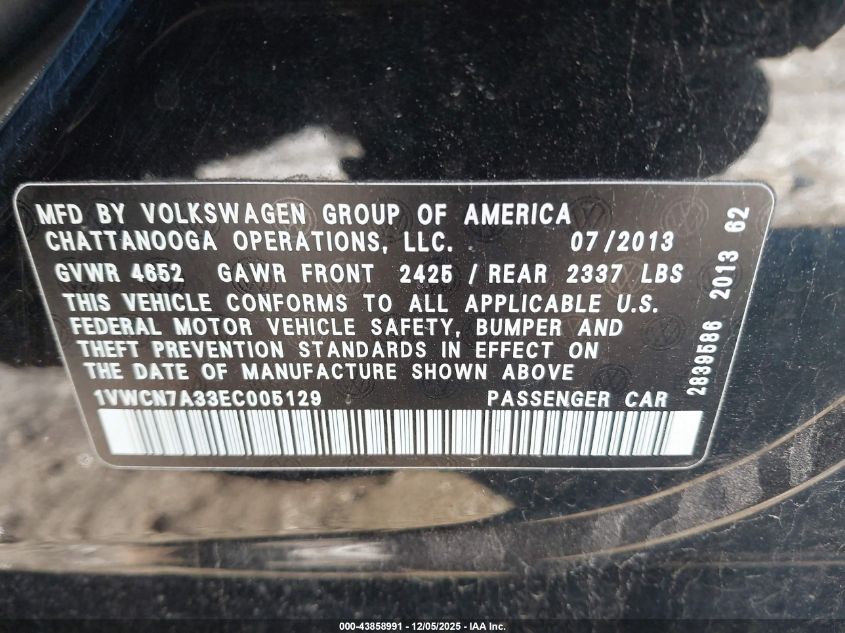 MFD BY VOLKSWAGEN GROUP OF AMERICA
CHATTANOOGA OPERATIONS, LLC. 07/2013
GVWR 4652 GAWR FRONT 2425 / REAR 2337 LBS
THIS VEHICLE CONFORMS TO ALL APPLICABLE U.S.
FEDERAL MOTOR VEHICLE SAFETY, BUMPER AND
THEFT PREVENTION STANDARDS IN EFFECT ON
THE DATE OF MANUFACTURE SHOWN ABOVE
1VWCN7A33EC005129 PASSENGER CAR
2839586 2013 62
000-43858991 - 12/05/2025 - IAA Inc.